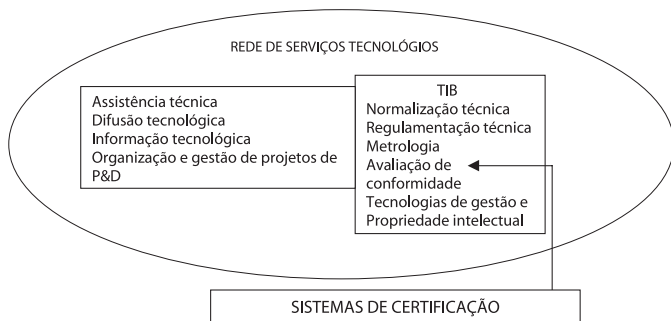 REDE DE SERVIÇOS TECNOLÓGIOS
Assistência técnica
Difusão tecnológica
Informação tecnológica
Organização e gestão de projetos de
P&D
TIB
Normalização técnica
Regulamentação técnica
Metrologia
Avaliação de
conformidade
Tecnologias de gestão e
Propriedade intelectual
SISTEMAS DE CERTIFICAÇÃO